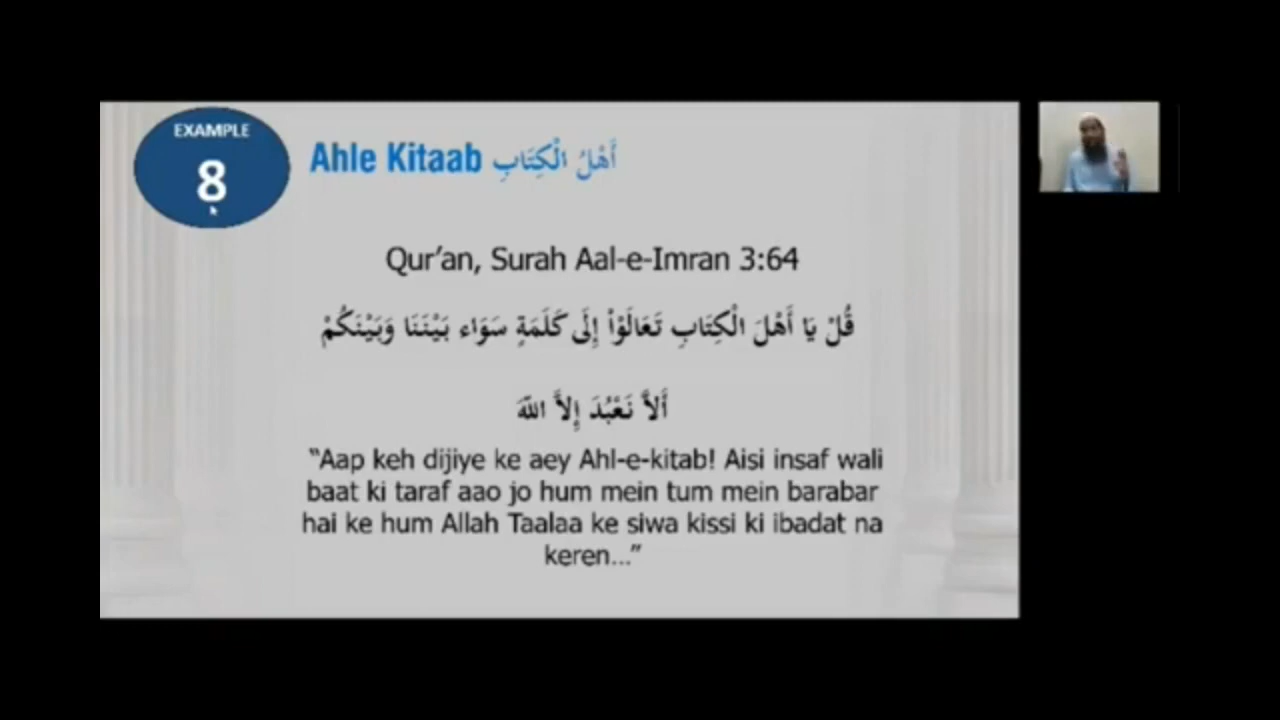 EXAMPLE
8
Ahle Kitaab أَهْلُ الْكِتَابِ
Qur’an, Surah Aal-e-Imran 3:64
قُلْ يَا أَهْلَ الْكِتَابِ تَعَالَوْاْ إِلَى كَلَمَةٍ سَوَاء بَيْنَنَا وَبَيْنَكُمْ
أَلاَّ نَعْبُدَ إِلاَّ اللّهَ
“Aap keh dijiye ke aey Ahl-e-kitab! Aisi insaf wali
baat ki taraf aao jo hum mein tum mein barabar
hai ke hum Allah Taalaa ke siwa kissi ki ibadat na
keren...”